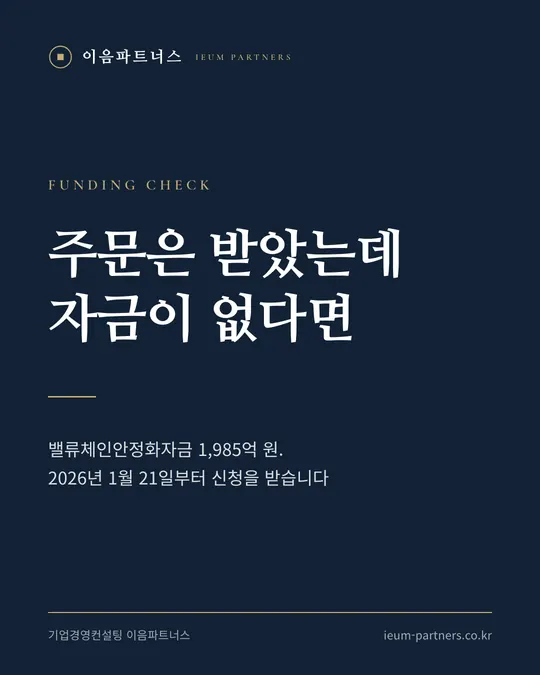 이음파트너스 IEUM PARTNERS
FUNDING CHECK
주문은 받았는데
자금이 없다면
밸류체인안정화자금 1,985억 원.
2026년 1월 21일부터 신청을 받습니다
기업경영컨설팅 이음파트너스 ieum-partners.co.kr